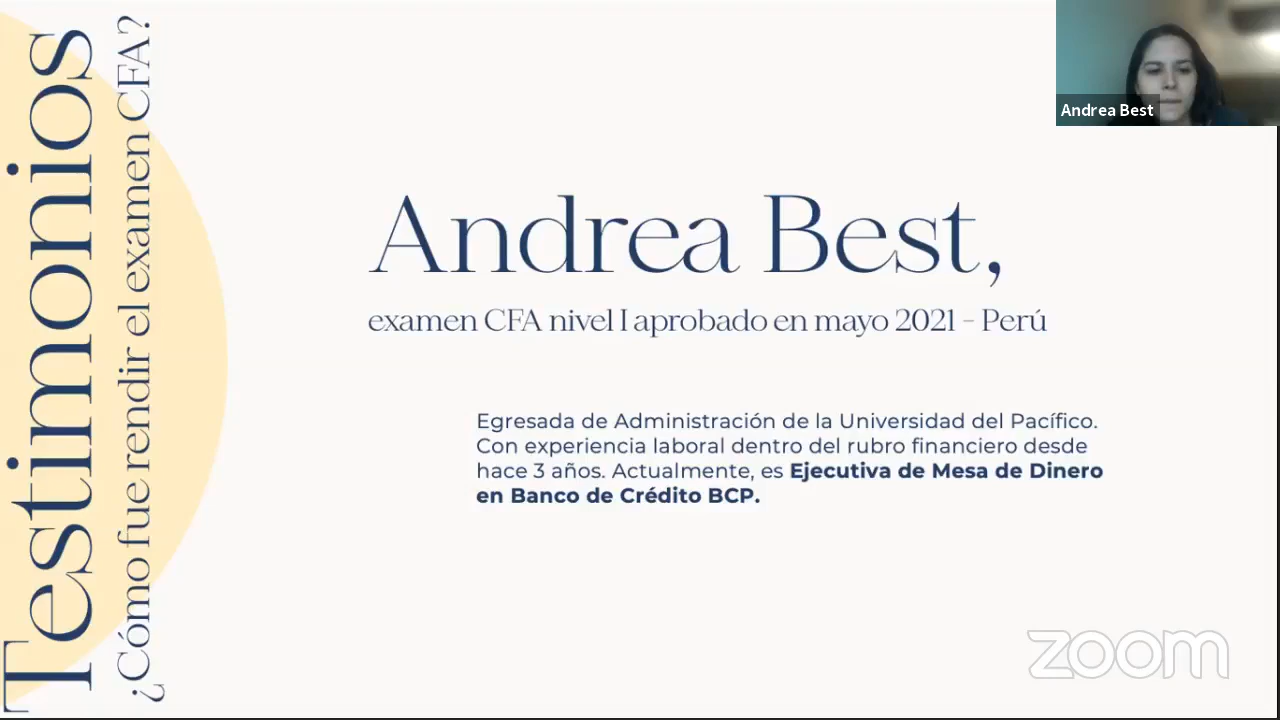 Testimonios
¿Cómo fue rendir el examen CFA?
Andrea Best
Andrea Best,
examen CFA nivel I aprobado en mayo 2021 - Perú
Egresada de Administración de la Universidad del Pacífico.
Con experiencia laboral dentro del rubro financiero desde
hace 3 años. Actualmente, es Ejecutiva de Mesa de Dinero
en Banco de Crédito BCP.
zoom